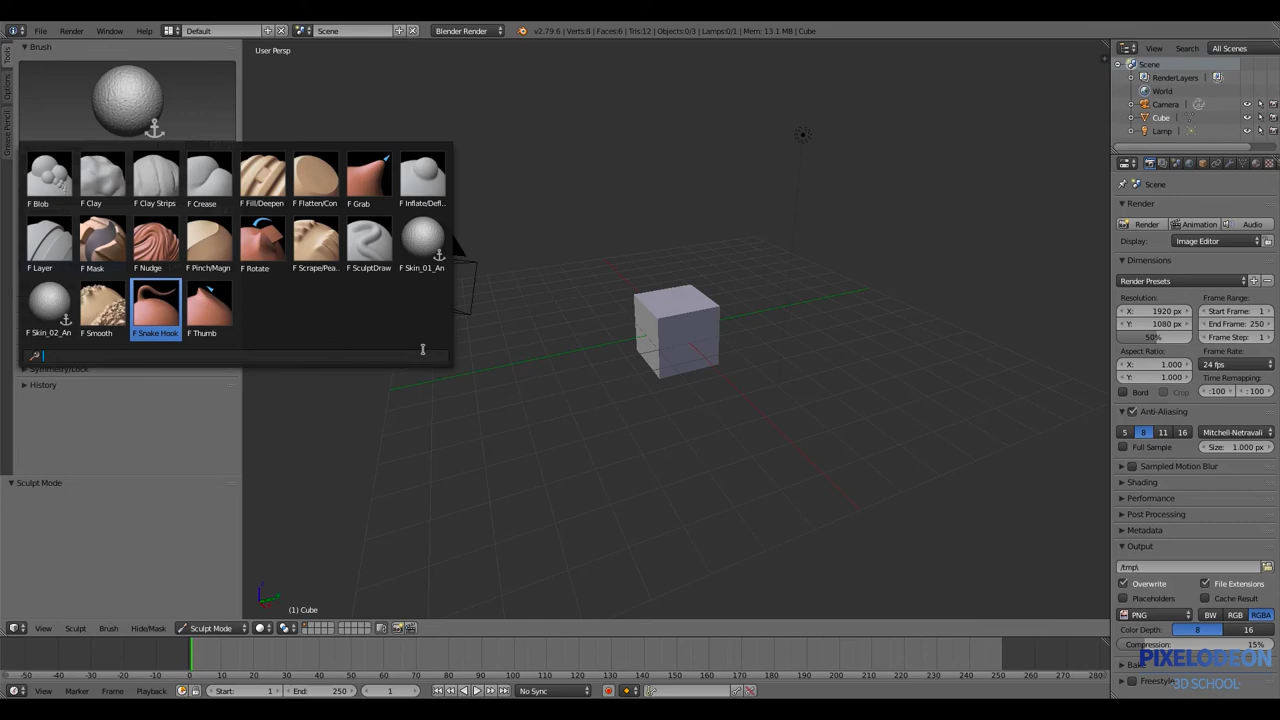 File Render Window Help Default Scene Blender Render v2.79.6 | Verts:8 | Faces:6 | Tris:12 | Objects:0/3 | Lamps:0/1 | Mem: 13.1 MB | Cube View Search All Scenes
Brush
User Persp
Tools
Options
Grease Pencil
F Blob F Clay F Clay Strips F Crease F Fill/Deepen F Flatten/Con F Grab F Inflate/Defl..
F Layer F Mask F Nudge F Pinch/Magn F Rotate F Scrape/Pea.. F SculptDraw F Skin_01_An
F Skin_02_An F Smooth F Snake Hook F Thumb
Symmetry/Lock
History
Sculpt Mode
(1) Cube
View Sculpt Brush Hide/Mask Sculpt Mode
-50 -40 -30 -20 -10 0 10 20 30 40 50 60 70 80 90 100 110 120 130 140 150 160 170 180 190 200 210 220 230 240 250 260 270 280
View Marker Frame Playback Start: 1 End: 250 1 No Sync
Scene
RenderLayers
World
Camera
Cube
Lamp
Scene
Render
Render Animation Audio
Display: Image Editor
Dimensions
Render Presets
Resolution: Frame Range:
X: 1920 px Start Frame: 1
Y: 1080 px End Frame: 250
50% Frame Step: 1
Aspect Ratio: Frame Rate:
X: 1.000 24 fps
Y: 1.000 Time Remapping:
Bord Crop :100 : 100
Anti-Aliasing
5 8 11 16 Mitchell-Netravali
Full Sample Size: 1.000 px
Sampled Motion Blur
Shading
Performance
Post Processing
Metadata
Output
/tmp\
Overwrite File Extensions
Placeholders Cache Result
PNG BW RGB RGBA
Color Depth: 8 16
Compression: 15%
Bake
Freestyle
PIXELODEON
3D SCHOOL